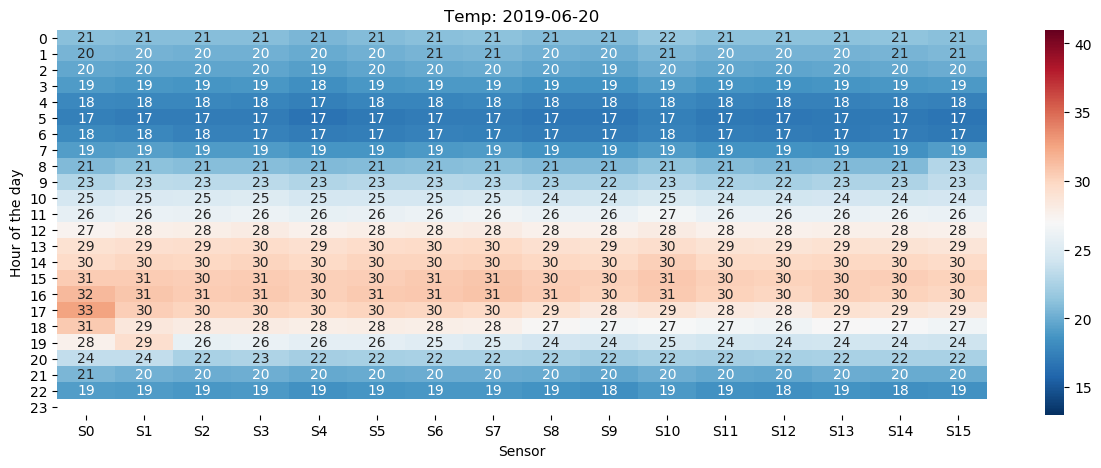 Temp: 2019-06-20
0 21 21 21 21 21 21 21 21 21 21 22 21 21 21 21 21
1 20 20 20 20 20 20 21 21 20 20 21 20 20 20 21 21
2 20 20 20 20 19 20 20 20 20 19 20 20 20 20 20 20
3 19 19 19 19 18 19 19 19 19 19 19 19 19 19 19 19
4 18 18 18 18 17 18 18 18 18 18 18 18 18 18 18 18
5 17 17 17 17 17 17 17 17 17 17 17 17 17 17 17 17
6 18 18 18 17 17 17 17 17 17 17 18 17 17 17 17 17
7 19 19 19 19 19 19 19 19 19 19 19 19 19 19 19 19
8 21 21 21 21 21 21 21 21 21 21 21 21 21 21 21 23
9 23 23 23 23 23 23 23 23 23 22 23 22 22 23 23 23
10 25 25 25 25 25 25 25 25 24 24 25 24 24 24 24 24
11 26 26 26 26 26 26 26 26 26 26 27 26 26 26 26 26
12 27 28 28 28 28 28 28 28 28 28 28 28 28 28 28 28
13 29 29 29 30 29 30 30 30 29 29 30 29 29 29 29 29
14 30 30 30 30 30 30 30 30 30 30 30 30 30 30 30 30
15 31 31 30 31 30 30 31 31 30 30 31 30 30 30 30 30
16 32 31 31 31 30 31 31 31 31 30 31 30 30 30 30 30
17 33 30 30 30 30 30 30 30 29 28 29 28 28 29 29 29
18 31 29 28 28 28 28 28 28 27 27 27 27 26 27 27 27
19 28 29 26 26 26 26 25 25 24 24 25 24 24 24 24 24
20 24 24 22 23 22 22 22 22 22 22 22 22 22 22 22 22
21 21 20 20 20 20 20 20 20 20 20 20 20 20 20 20 20
22 19 19 19 19 19 19 19 19 19 18 19 19 18 19 18 19
23
S0 S1 S2 S3 S4 S5 S6 S7 S8 S9 S10 S11 S12 S13 S14 S15
Sensor
Hour of the day
40
35
30
25
20
15